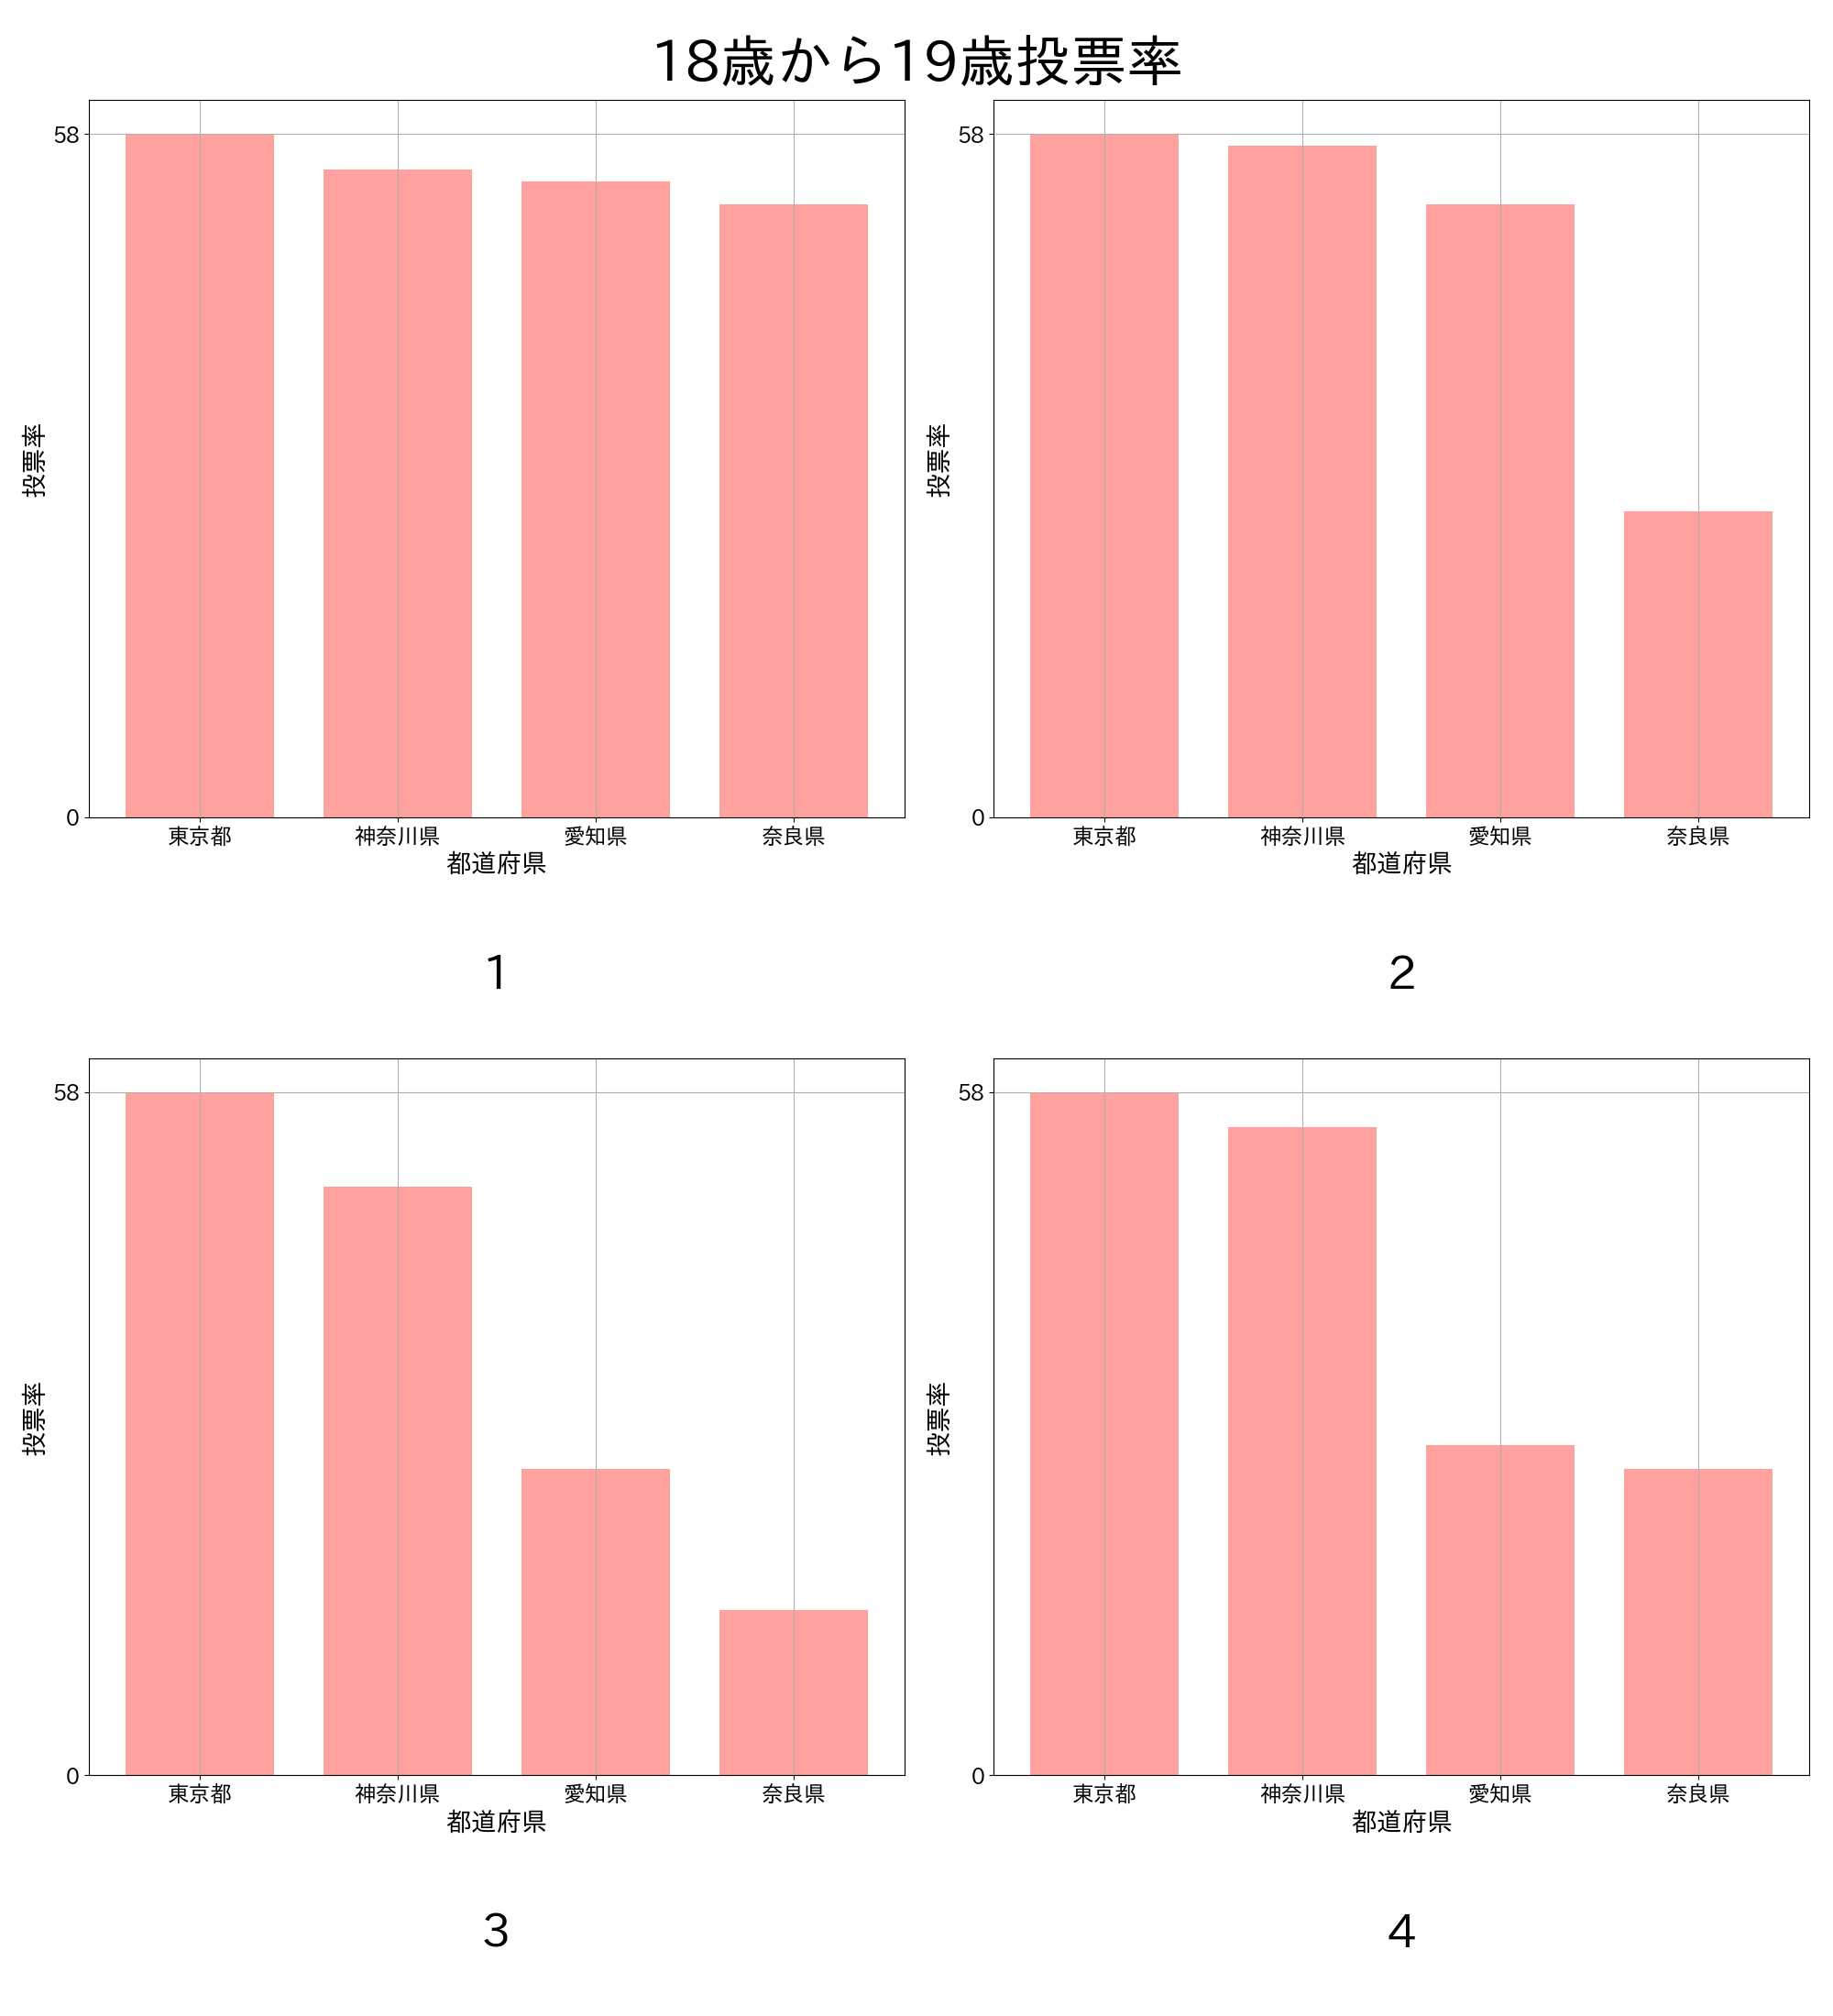 18歳から19歳投票率
58
0
投票率
東京都 神奈川県 愛知県 奈良県
都道府県
1
58
0
投票率
東京都 神奈川県 愛知県 奈良県
都道府県
2
58
0
投票率
東京都 神奈川県 愛知県 奈良県
都道府県
3
58
0
投票率
東京都 神奈川県 愛知県 奈良県
都道府県
4